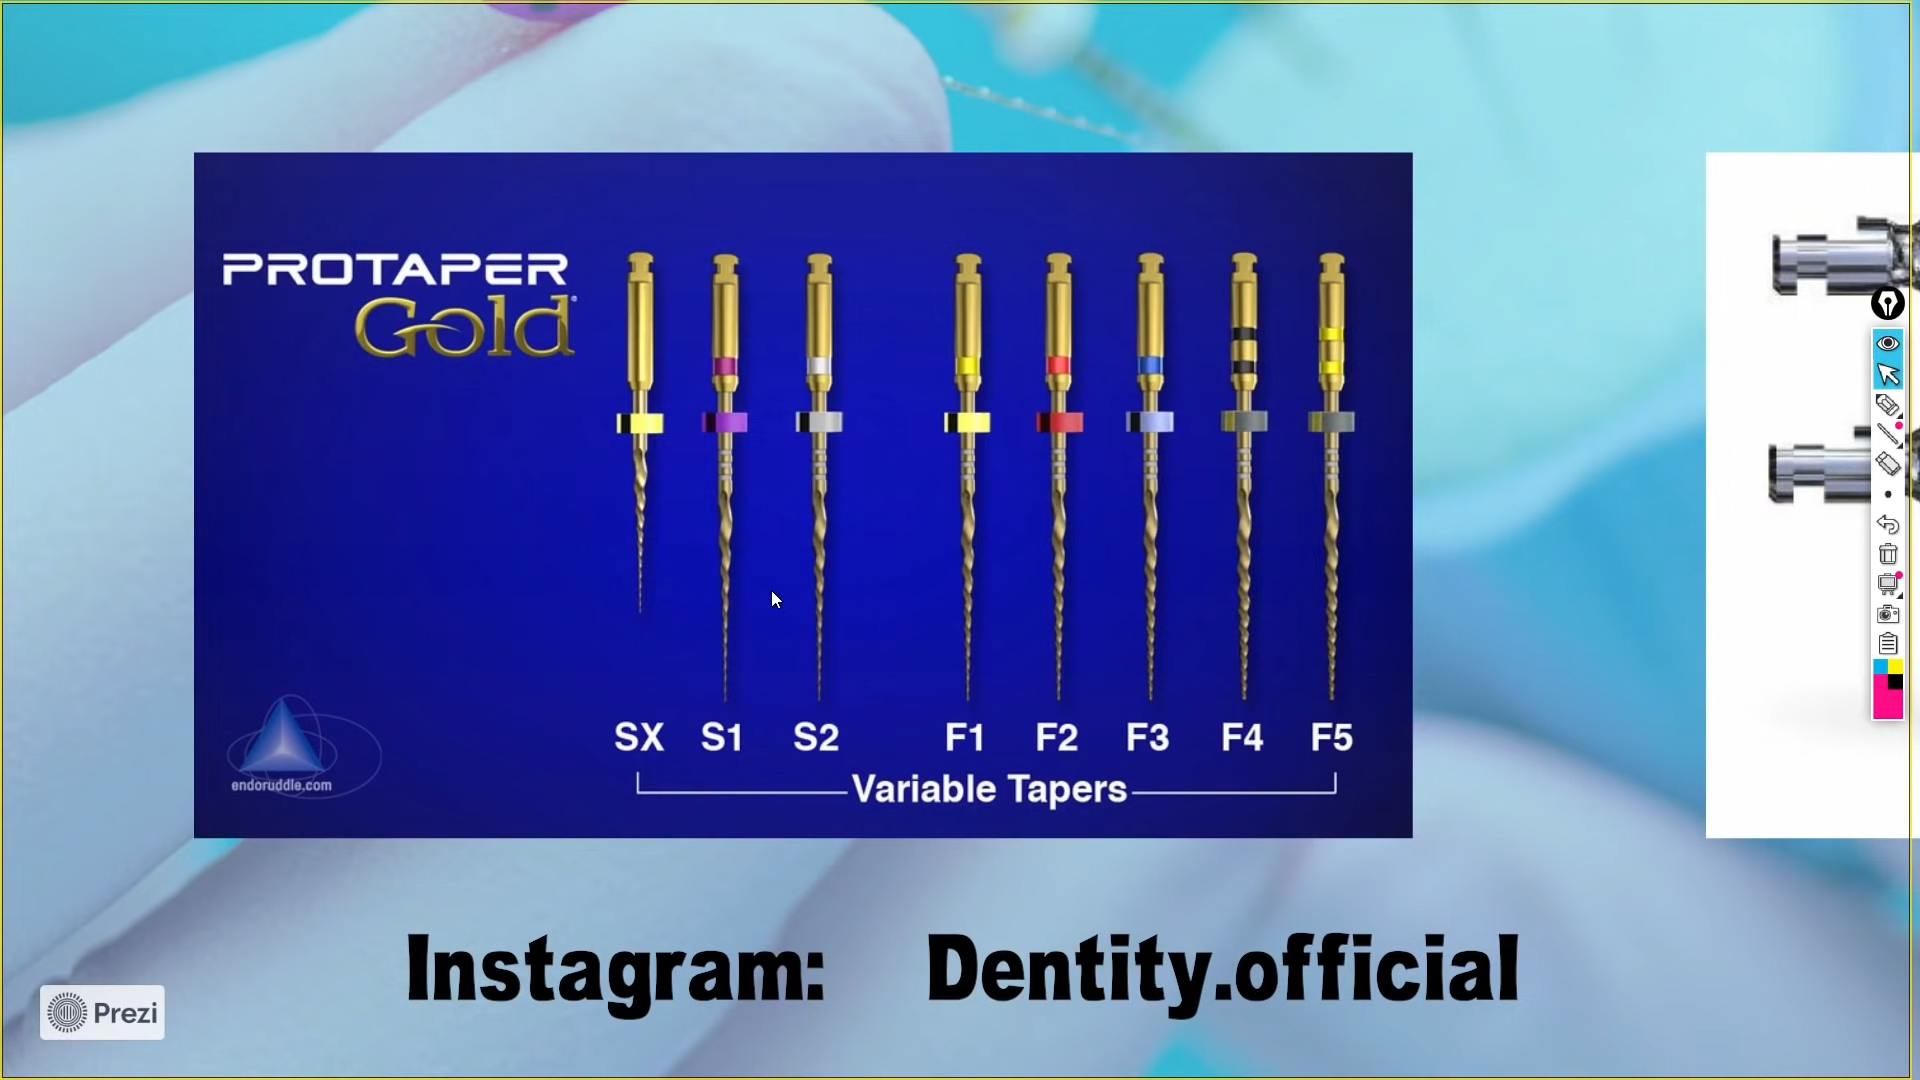 PROTAPER
Gold®
endoruddle.com
SX S1 S2 F1 F2 F3 F4 F5
Variable Tapers
Instagram: Dentity.official
Prezi